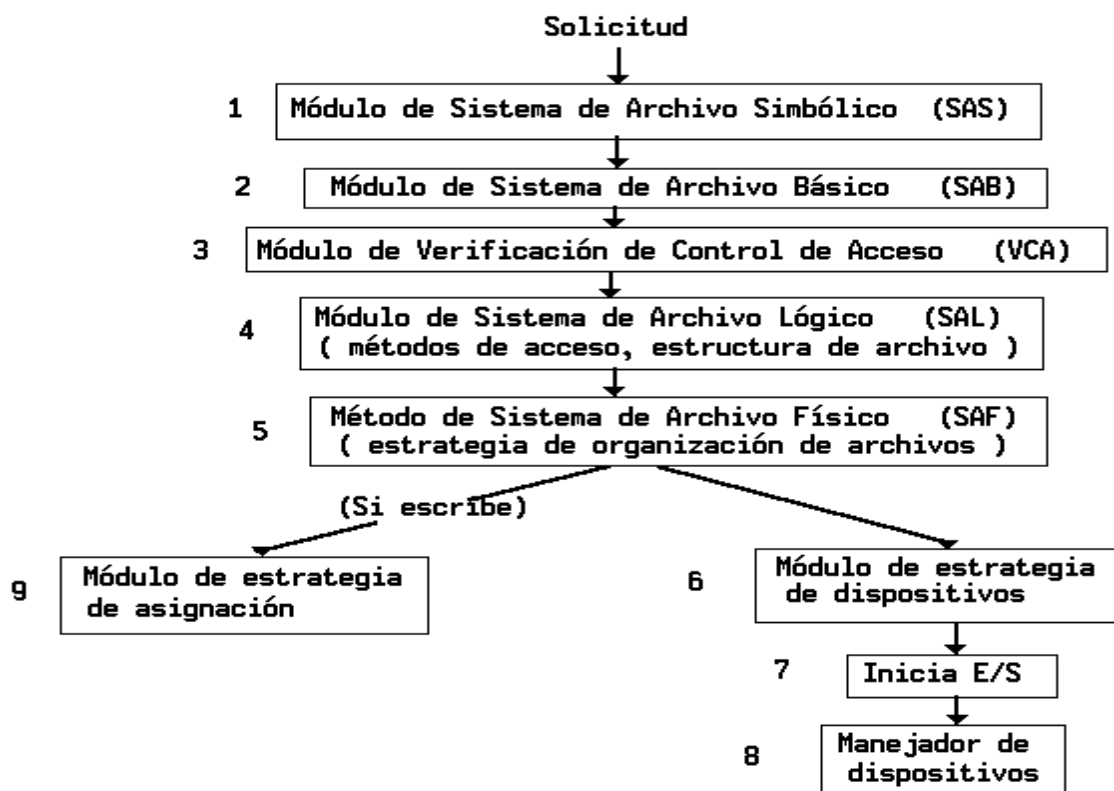 Solicitud
1 Módulo de Sistema de Archivo Simbólico (SAS)
2 Módulo de Sistema de Archivo Básico (SAB)
3 Módulo de Verificación de Control de Acceso (VCA)
4 Módulo de Sistema de Archivo Lógico (SAL)
( métodos de acceso, estructura de archivo )
5 Método de Sistema de Archivo Físico (SAF)
( estrategia de organización de archivos )
(Si escribe)
9 Módulo de estrategia
de asignación
6 Módulo de estrategia
de dispositivos
7 Inicia E/S
8 Manejador de
dispositivos